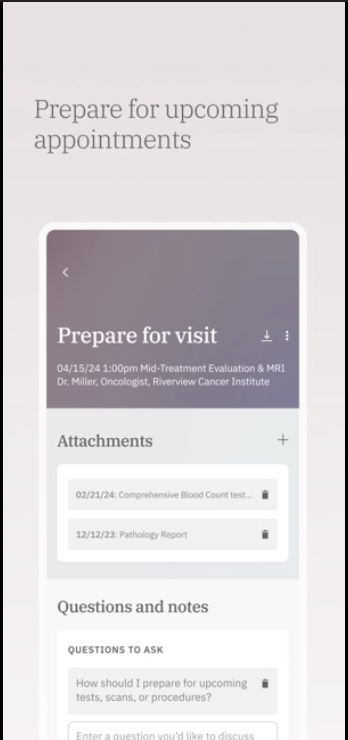 Prepare for upcoming
appointments
Prepare for visit
04/15/24 1:00pm Mid-Treatment Evaluation & MRI
Dr. Miller, Oncologist, Riverview Cancer Institute
Attachments
02/21/24: Comprehensive Blood Count test...
12/12/23: Pathology Report
Questions and notes
QUESTIONS TO ASK
How should I prepare for upcoming
tests, scans, or procedures?
Enter a question you'd like to discuss